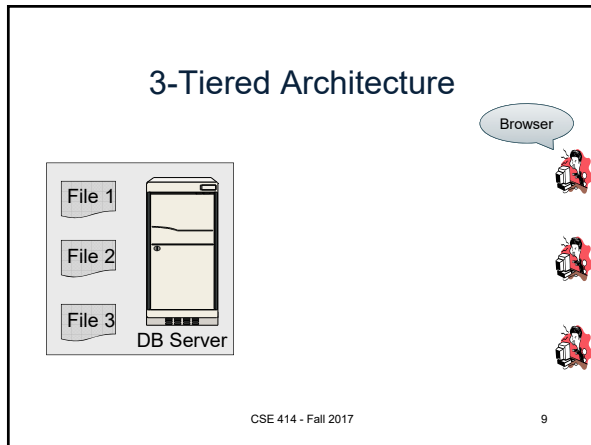 3-Tiered Architecture
Browser
File 1
File 2
File 3
DB Server
CSE 414 - Fall 2017
9